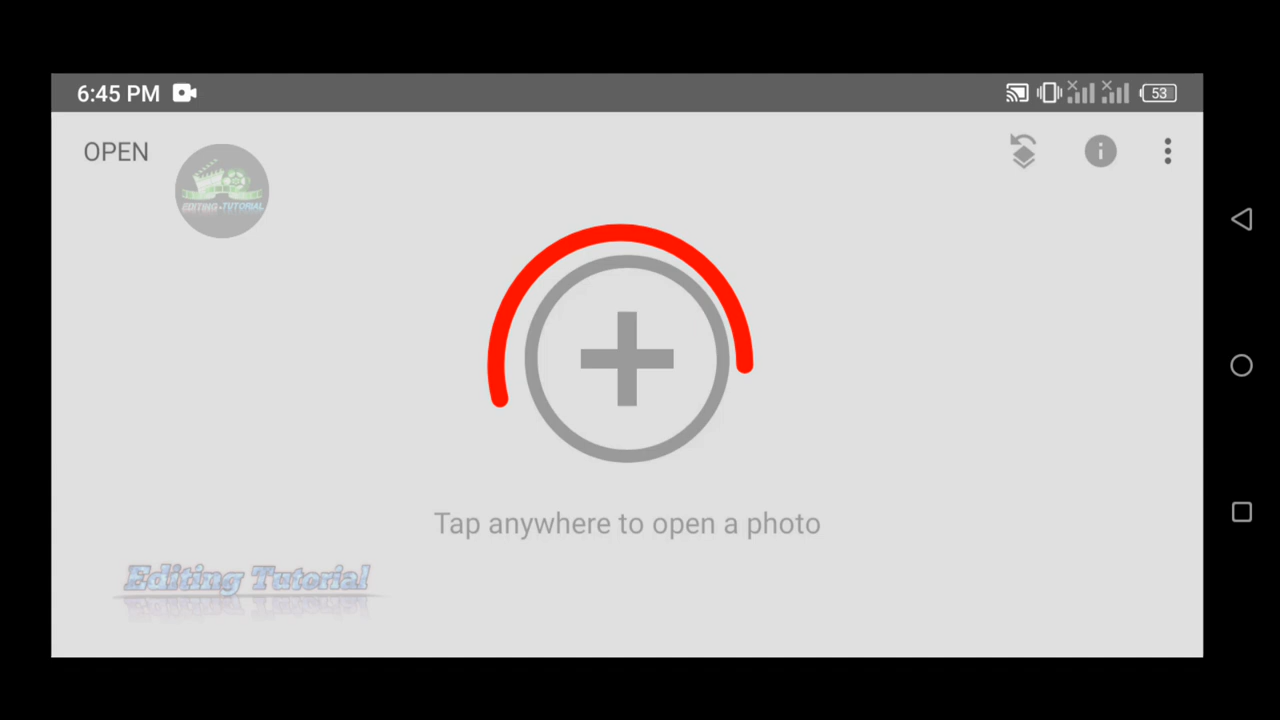 6:45 PM
53
OPEN
EDITING TUTORIAL
Tap anywhere to open a photo
Editing Tutorial